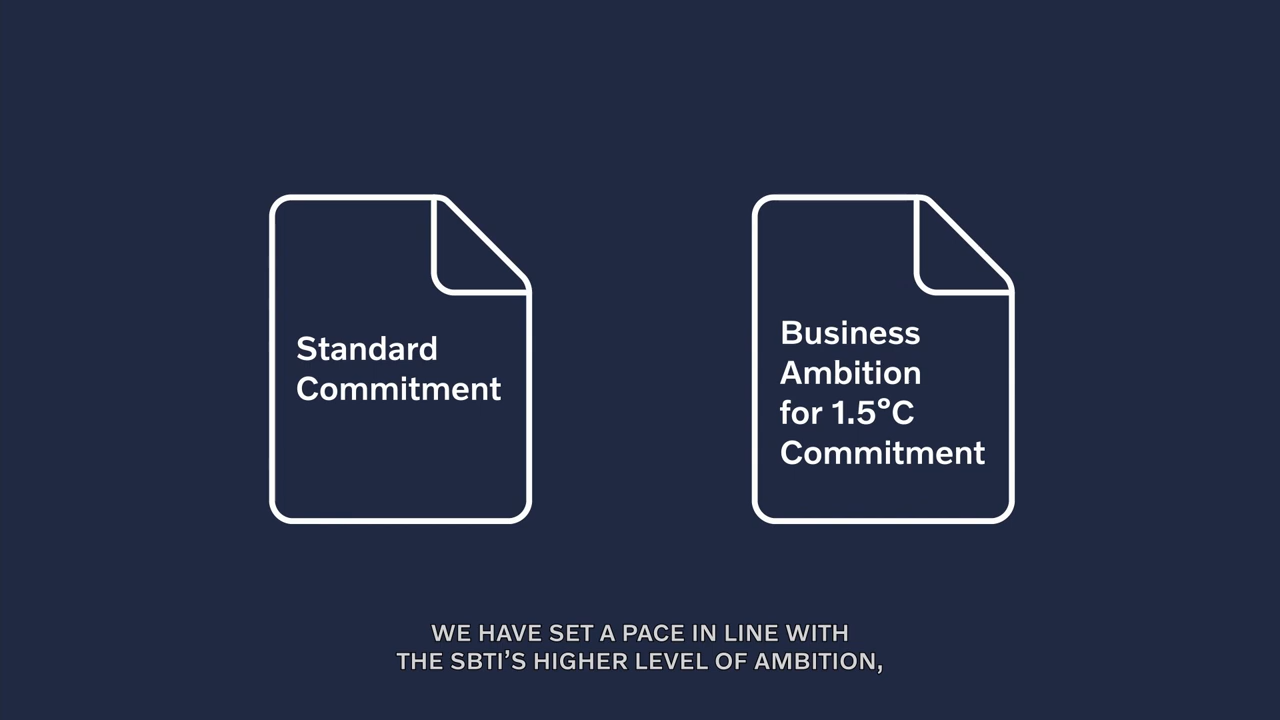 Standard
Commitment
Business
Ambition
for 1.5°C
Commitment
WE HAVE SET A PACE IN LINE WITH
THE SBTI’S HIGHER LEVEL OF AMBITION,